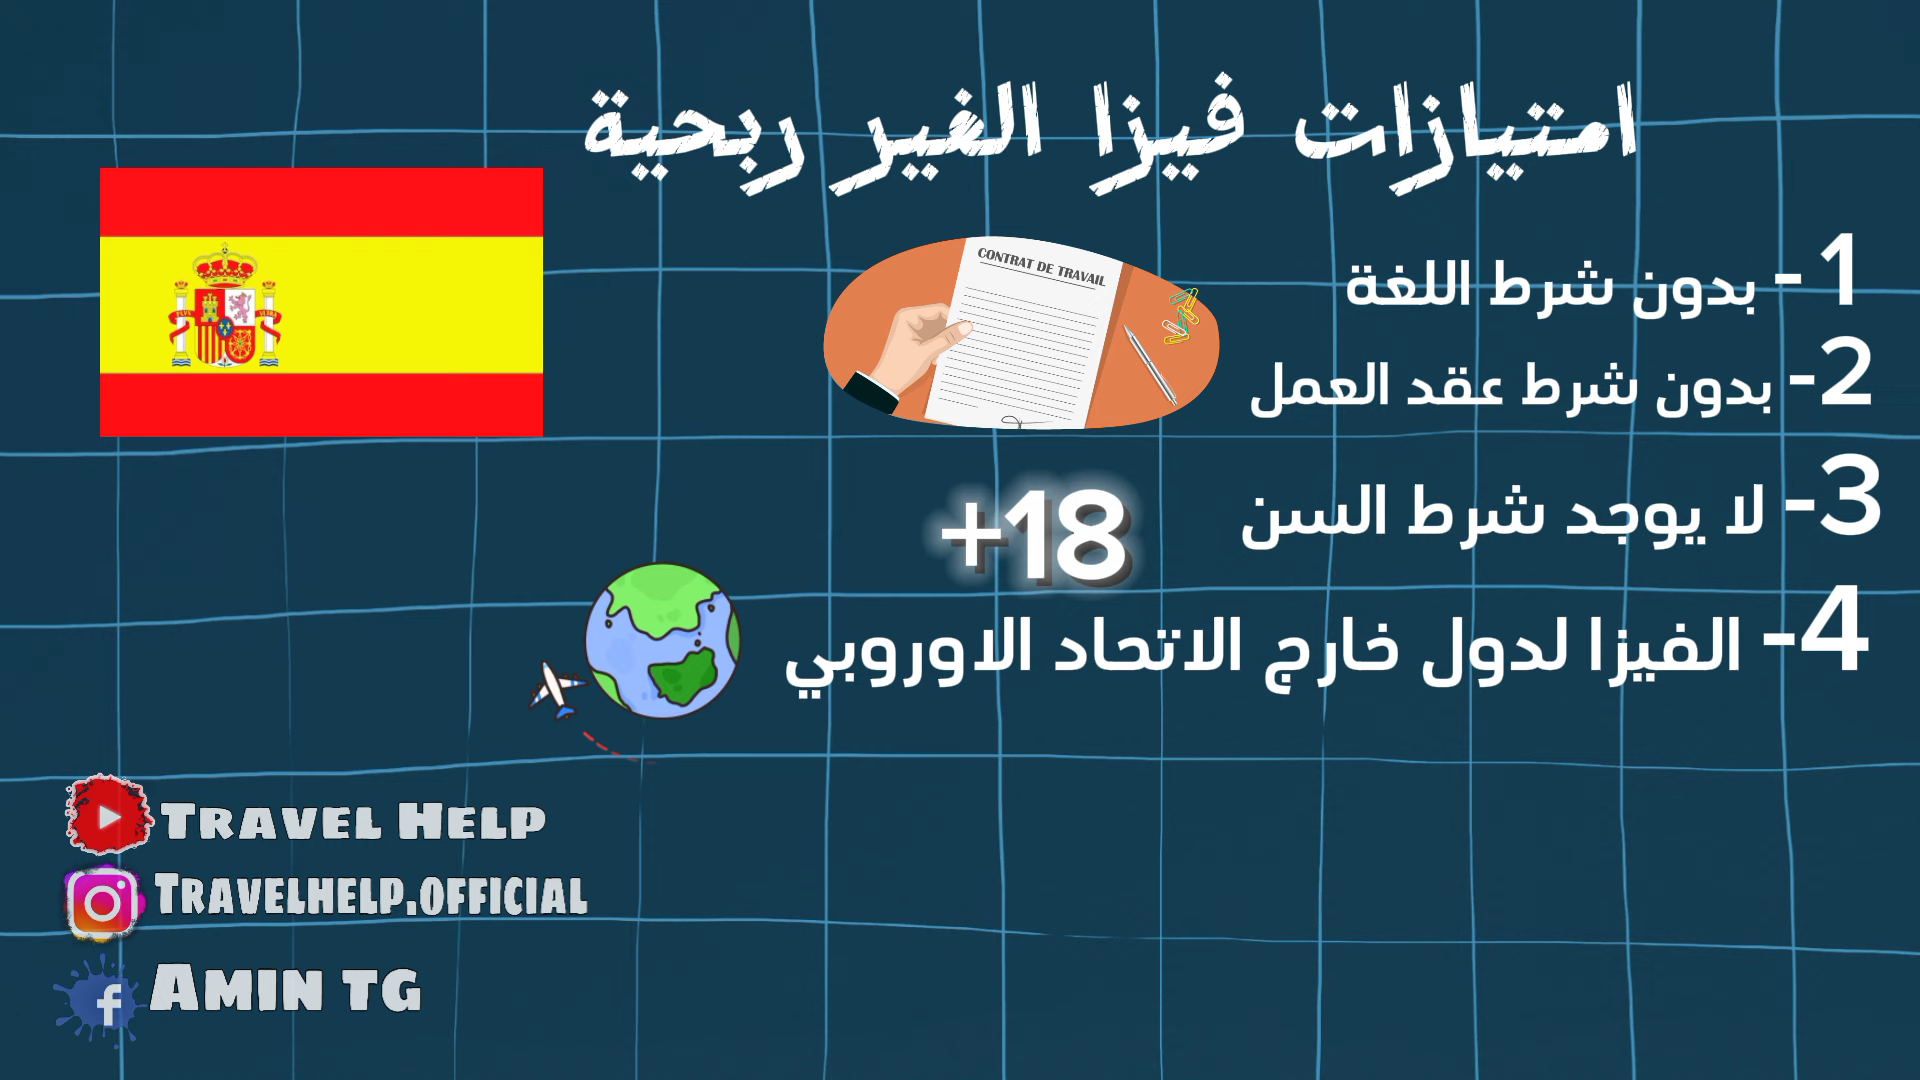 امتيازات فيزا الغير ربحية
1- بدون شرط اللغة
CONTRAT DE TRAVAIL
2- بدون شرط عقد العمل
3- لا يوجد شرط السن
+18
4- الفيزا لدول خارج الاتحاد الاوروبي
TRAVEL HELP
TRAVELHELP.OFFICIAL
AMIN TG